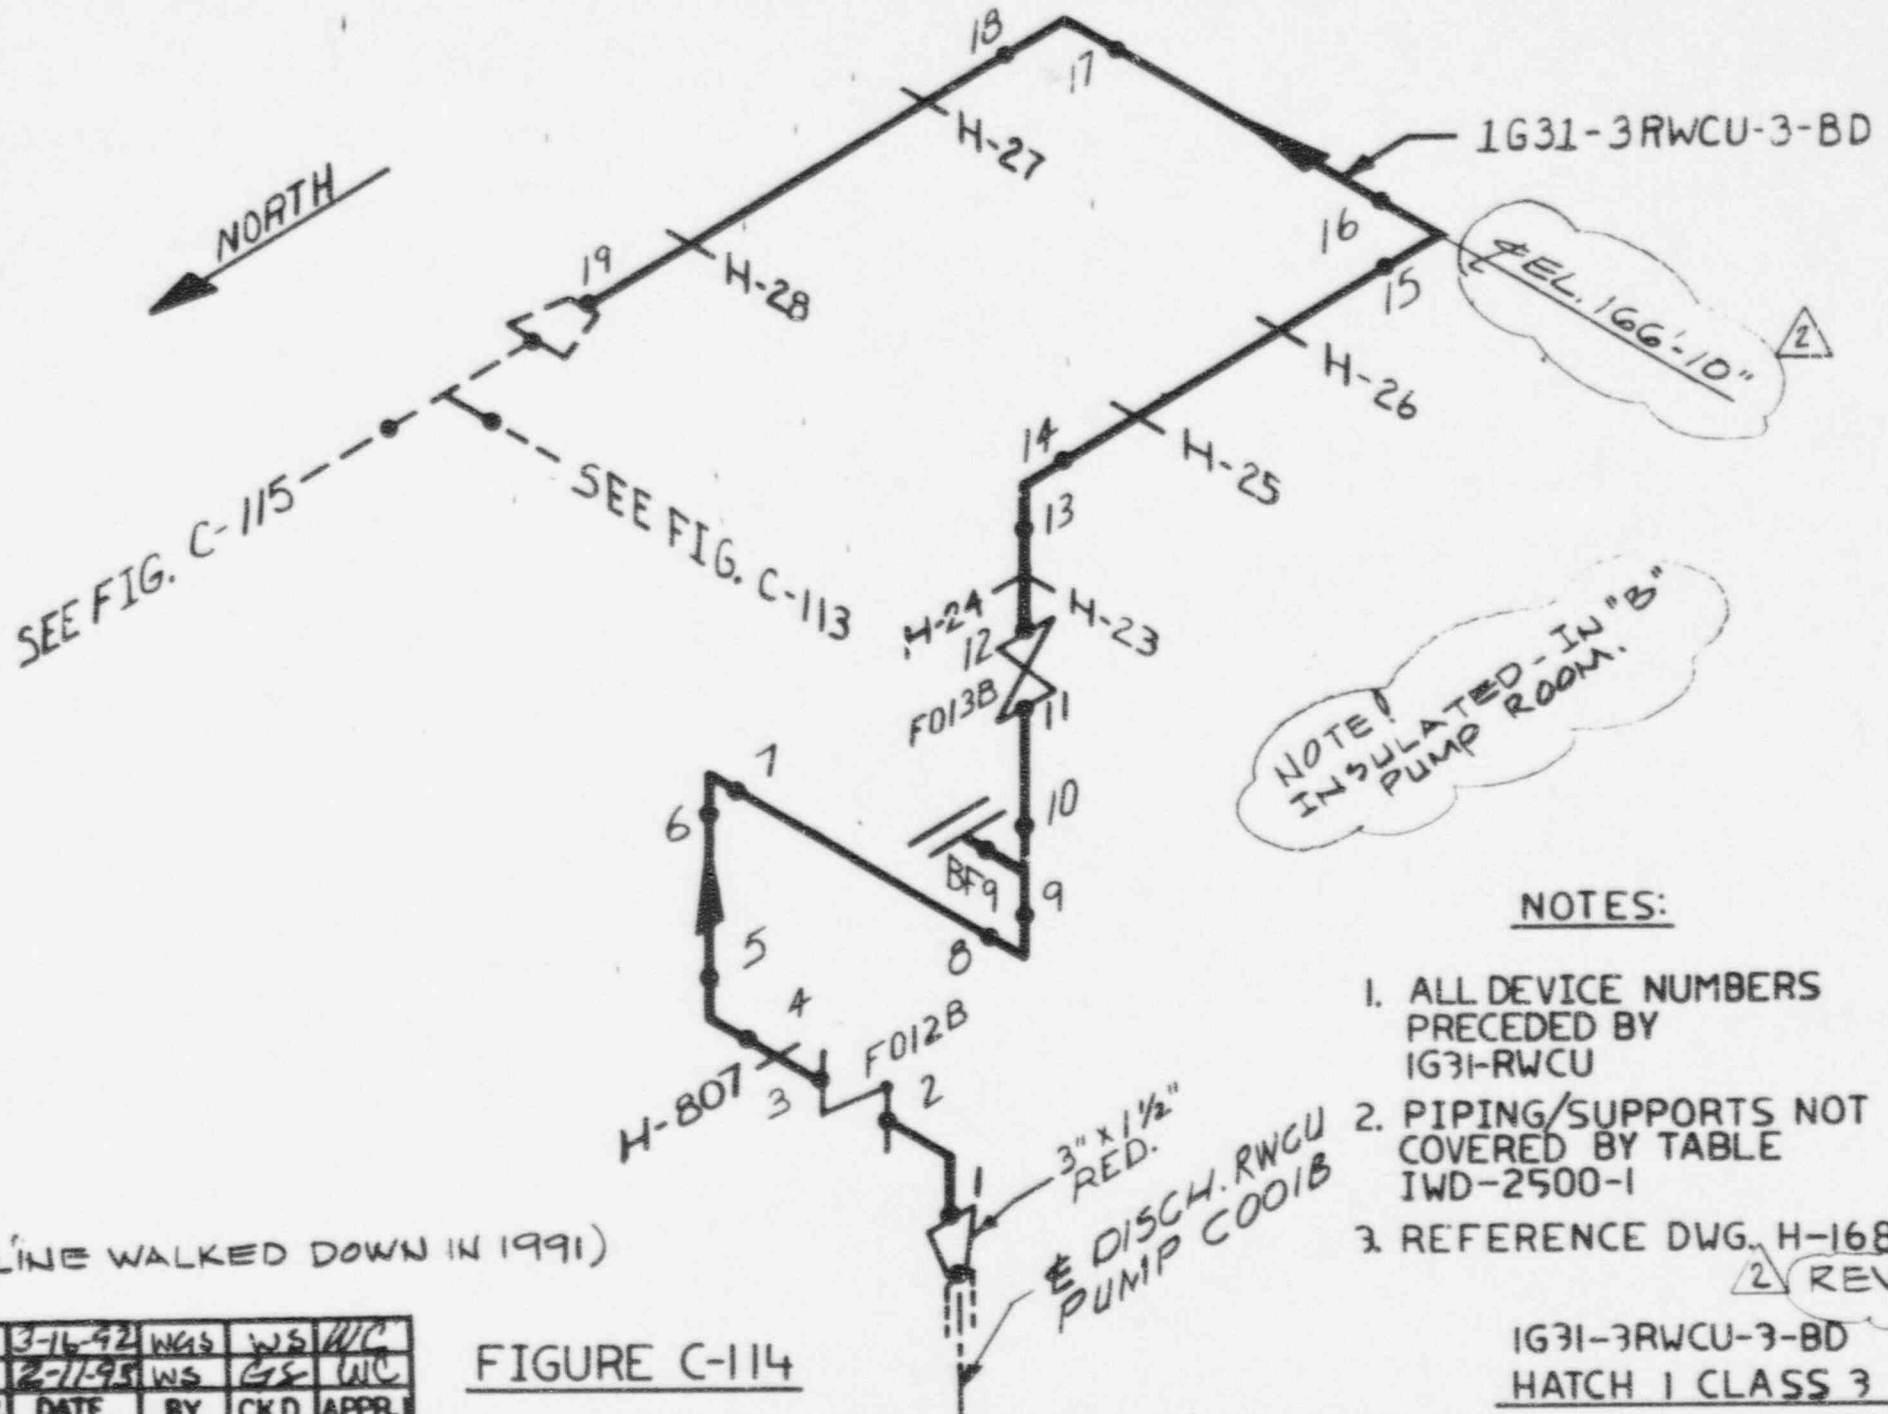 18
17
H-27
1G31-3RWCU-3-BD
NORTH
16
19
H-28
15
℄ EL. 166'-10"
2
H-26
14
H-25
SEE FIG. C-115
SEE FIG. C-113
13
H-24
H-23
12
F013B
11
NOTE!
INSULATED-IN "B"
PUMP ROOM.
7
6
10
BF9
9
8
5
4
F012B
H-807
3
2
1
3" x 1 1/2"
RED.
℄ DISCH. RWCU
PUMP C001B
NOTES:
1. ALL DEVICE NUMBERS
PRECEDED BY
1G31-RWCU
2. PIPING/SUPPORTS NOT
COVERED BY TABLE
IWD-2500-1
3. REFERENCE DWG. H-168
2 REV
LINE WALKED DOWN IN 1991)
3-16-92 WGS WS WC
2-11-95 WS GS WC
DATE BY CKD APPR.
FIGURE C-114
1G31-3RWCU-3-BD
HATCH 1 CLASS 3